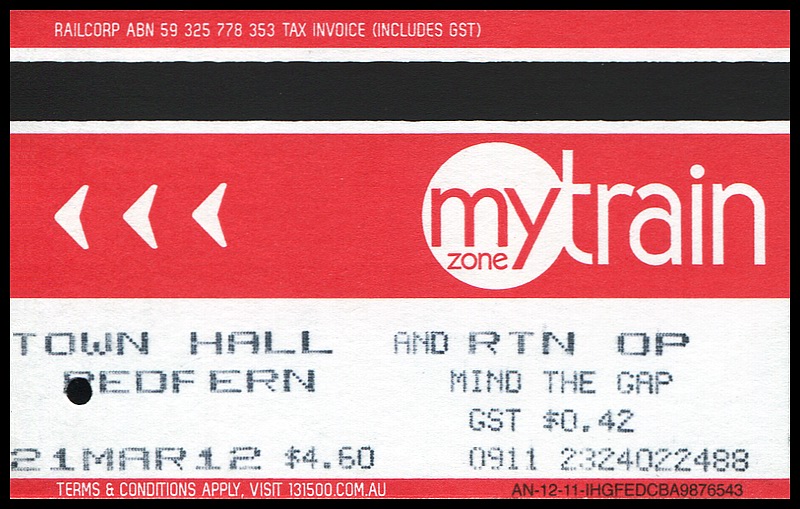 RAILCORP ABN 59 325 778 353 TAX INVOICE (INCLUDES GST)
mytrain
zone
TOWN HALL AND RTN OP
REDFERN MIND THE GAP
GST $0.42
21MAR12 $4.60 0911 2324022488
TERMS & CONDITIONS APPLY, VISIT 131500.COM.AU AN-12-11-IHGFEDCBA9876543